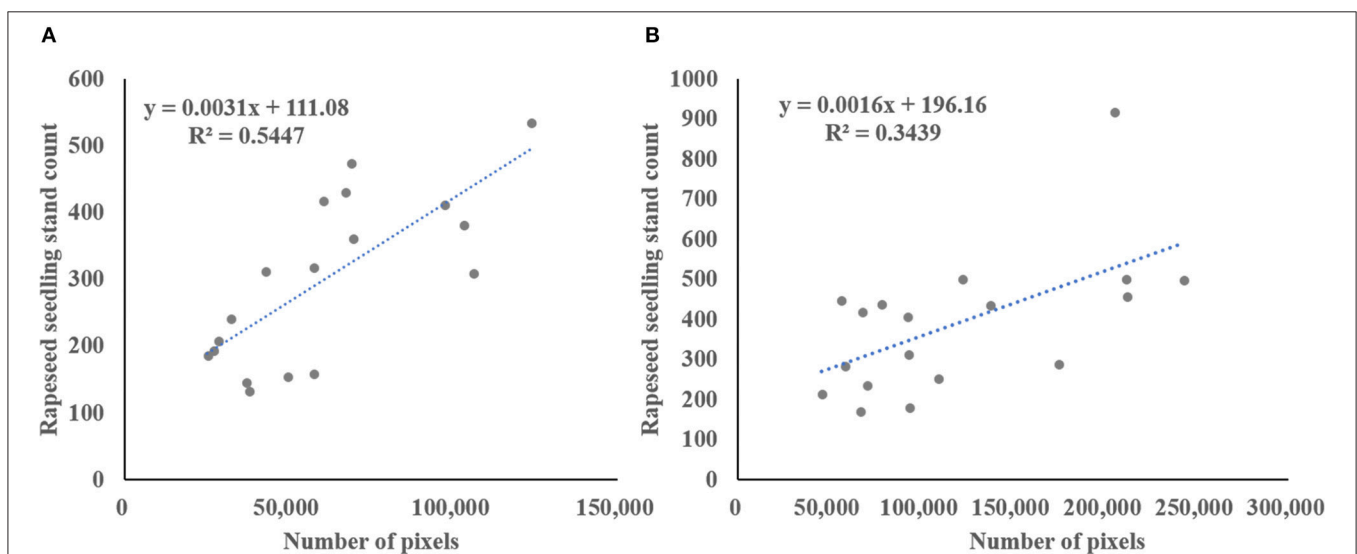 A
Rapeseed seedling stand count
600
500
400
300
200
100
0
y = 0.0031x + 111.08
R² = 0.5447
0
50,000
100,000
150,000
Number of pixels
B
Rapeseed seedling stand count
1000
900
800
700
600
500
400
300
200
100
0
y = 0.0016x + 196.16
R² = 0.3439
0
50,000
100,000
150,000
200,000
250,000
300,000
Number of pixels